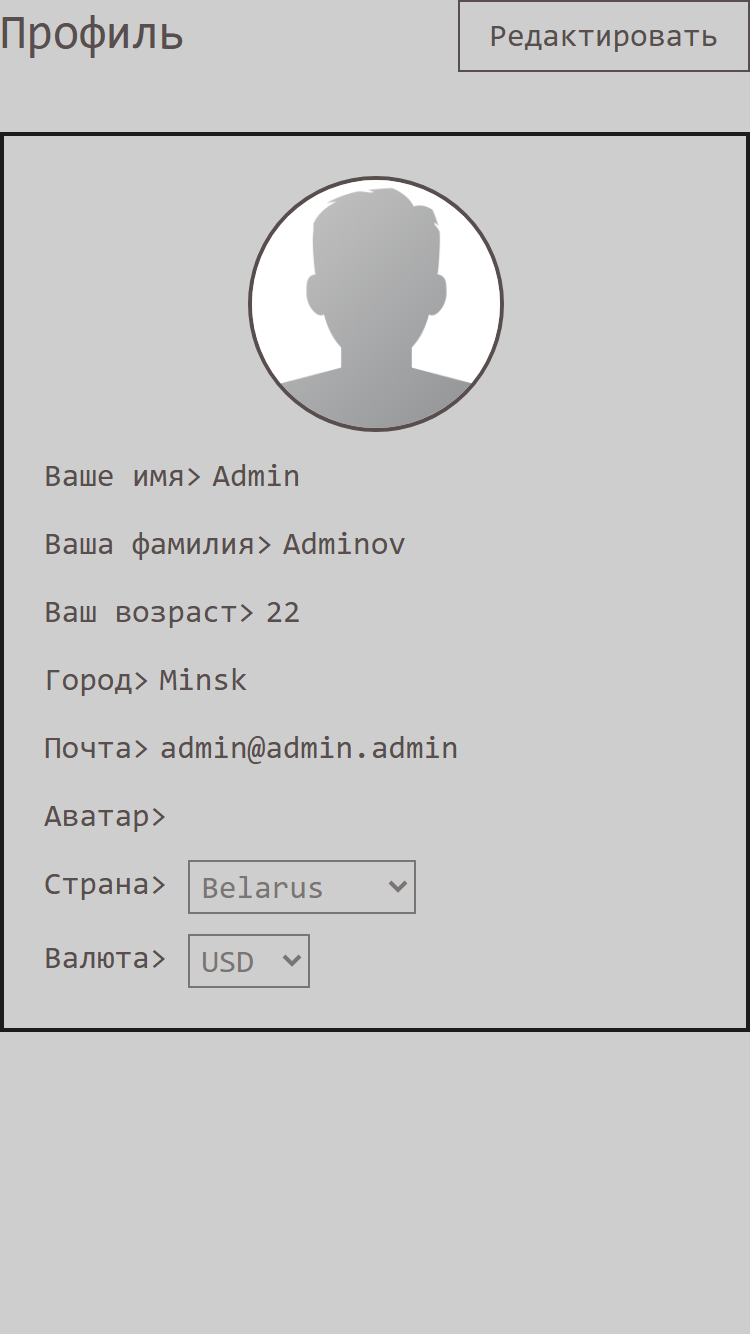 Профиль
Редактировать
Ваше имя> Admin
Ваша фамилия> Adminov
Ваш возраст> 22
Город> Minsk
Почта> admin@admin.admin
Аватар>
Страна> Belarus
Валюта> USD